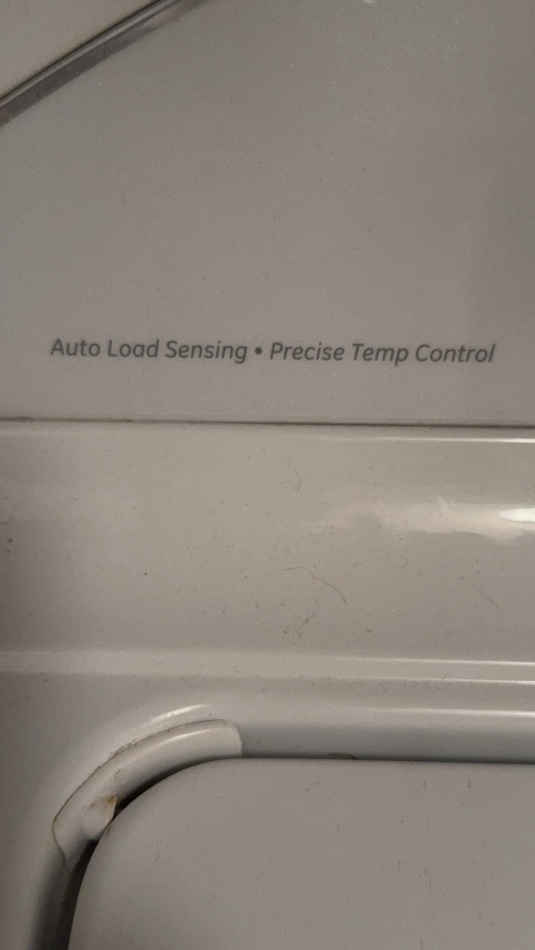 Auto Load Sensing • Precise Temp Control